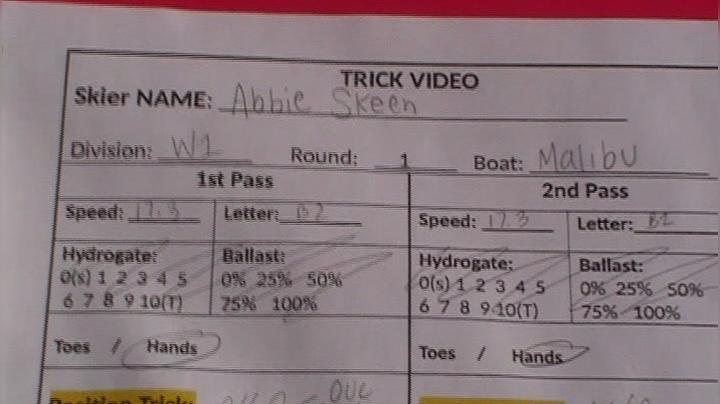 TRICK VIDEO
Skier NAME: Abbie Skeen
Division: W1 Round: 1 Boat: Malibu
1st Pass 2nd Pass
Speed: 17.3 Letter: B2 Speed: 17.3 Letter: B2
Hydrogate: Ballast: Hydrogate: Ballast:
0(s) 1 2 3 4 5 0% 25% 50% 0(s) 1 2 3 4 5 0% 25% 50%
6 7 8 9 10(T) 75% 100% 6 7 8 9 10(T) 75% 100%
Toes / Hands Toes / Hands
Position Trick: